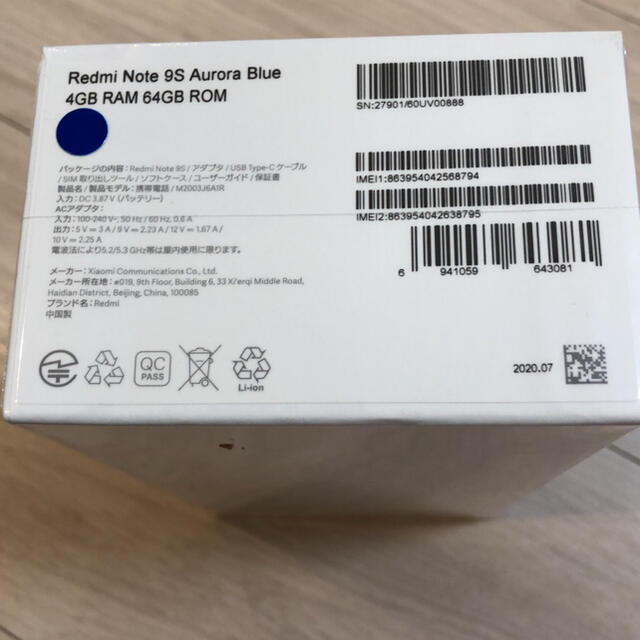 Redmi Note 9S Aurora Blue
4GB RAM 64GB ROM
SN:27901/60UV00888
パッケージの内容: Redmi Note 9S / アダプタ / USB Type-C ケーブル
/ SIM 取り出しツール / ソフトケース / ユーザーガイド / 保証書
製品名 / 製品モデル: 携帯電話 / M2003J6A1R
入力: DC 3.87 V (バッテリー)
ACアダプタ:
入力: 100-240 V~, 50 Hz / 60 Hz, 0.6 A
出力: 5 V = 3 A / 9 V = 2.23 A / 12 V = 1.67 A /
10 V = 2.25 A
電波法により5.2/5.3 GHz帯は屋内使用に限ります。
メーカー: Xiaomi Communications Co., Ltd.
メーカー所在地: #019, 9th Floor, Building 6, 33 Xi'erqi Middle Road,
Haidian District, Beijing, China, 100085
ブランド名: Redmi
中国製
IMEI1:863954042568794
IMEI2:863954042638795
6 941059 643081
QC
PASS
Li-ion
2020.07